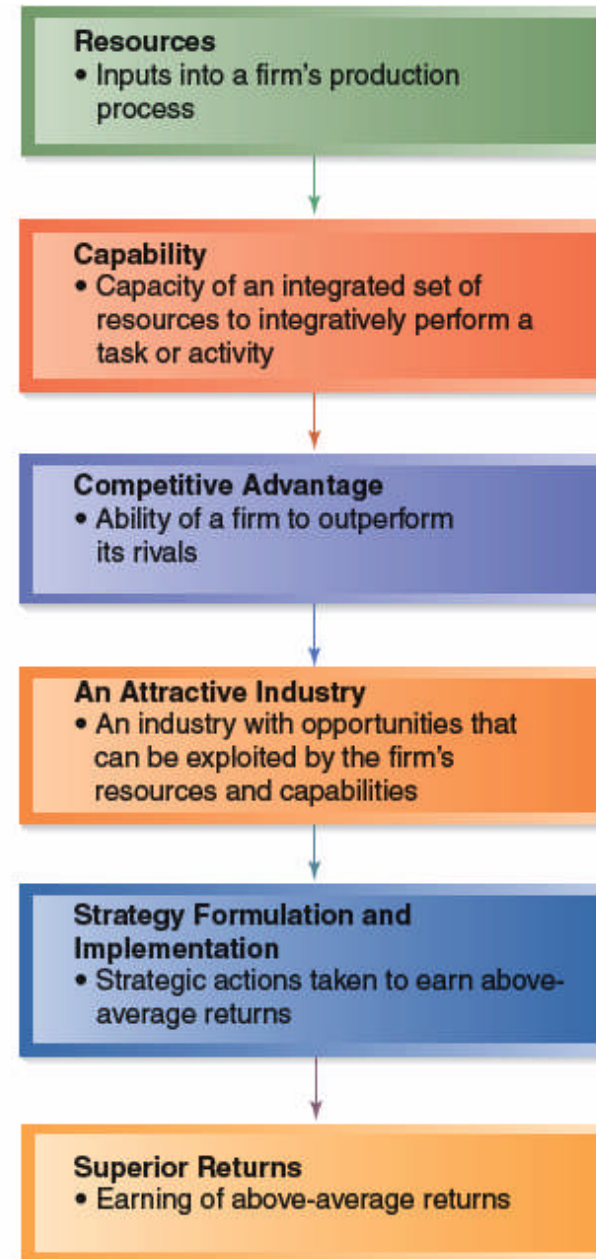 Resources
• Inputs into a firm's production
process
Capability
• Capacity of an integrated set of
resources to integratively perform a
task or activity
Competitive Advantage
• Ability of a firm to outperform
its rivals
An Attractive Industry
• An industry with opportunities that
can be exploited by the firm's
resources and capabilities
Strategy Formulation and
Implementation
• Strategic actions taken to earn above-
average returns
Superior Returns
• Earning of above-average returns